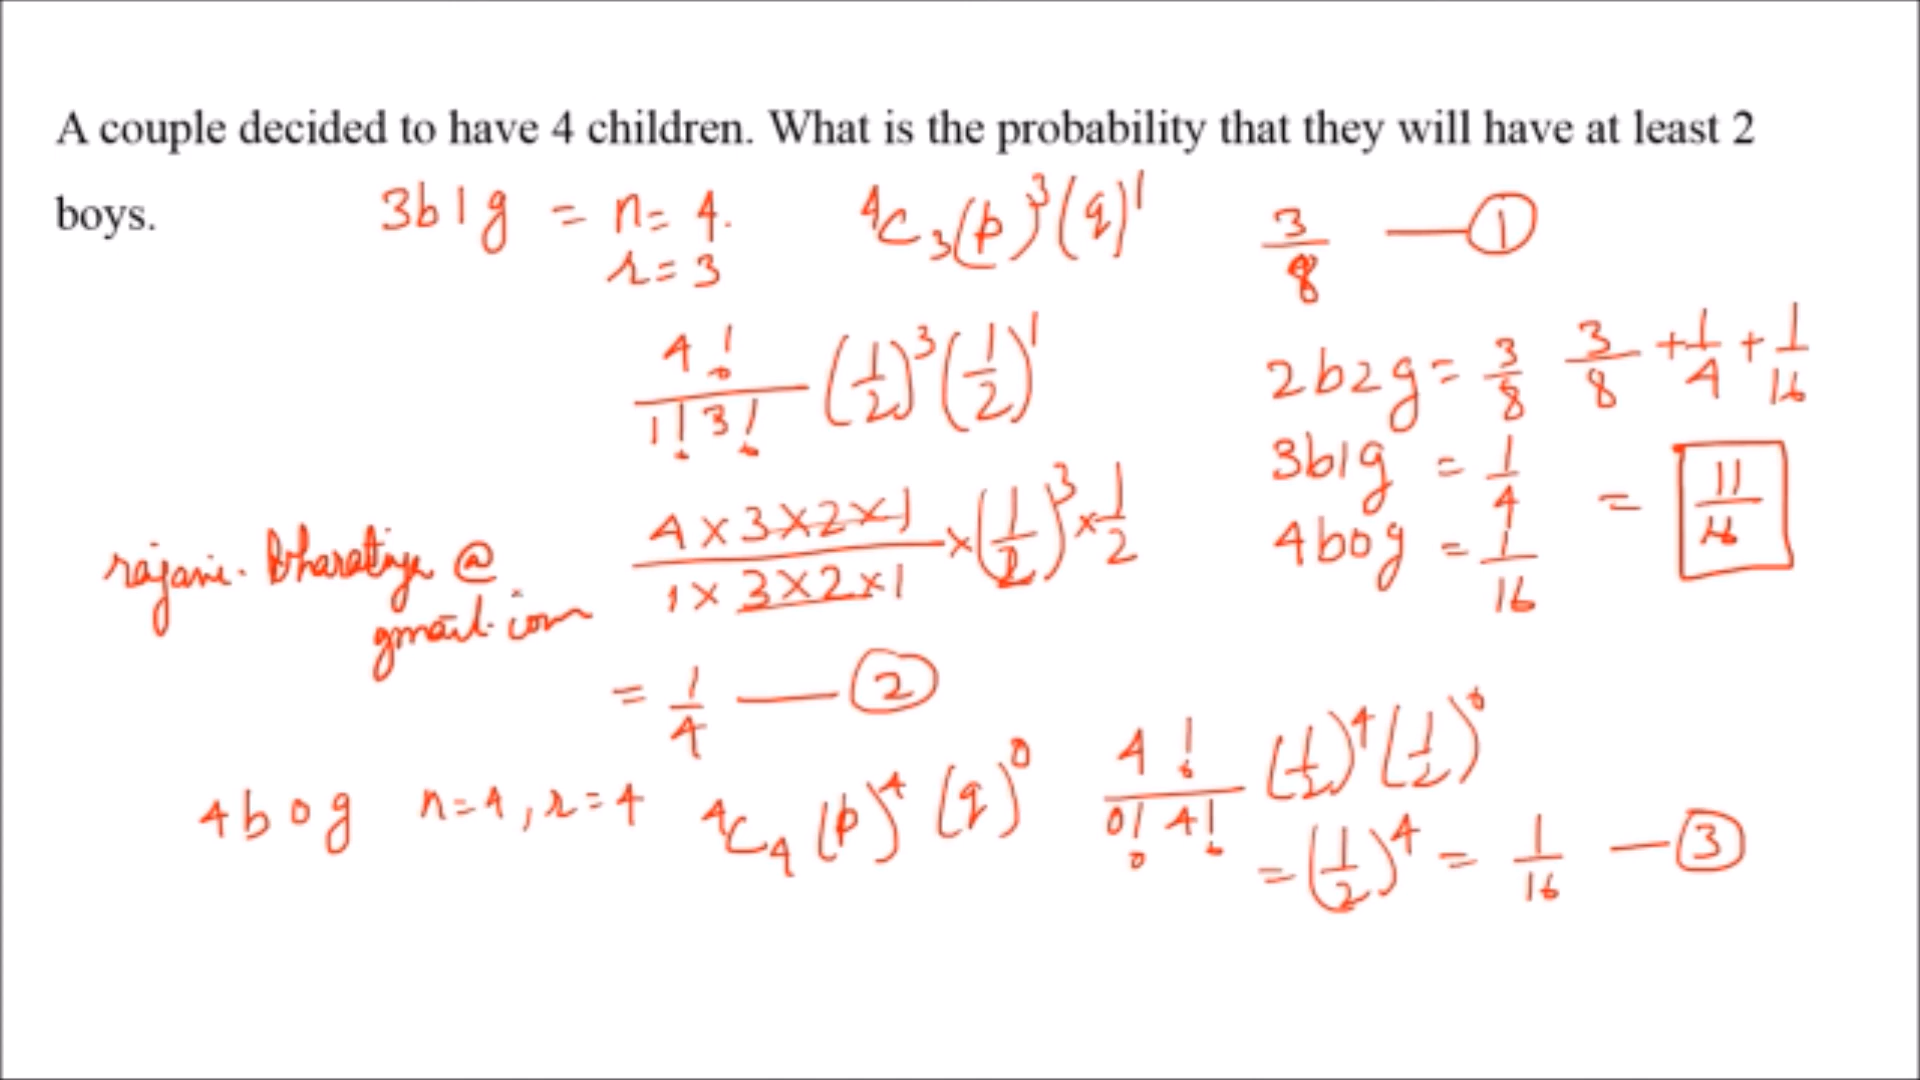 A couple decided to have 4 children. What is the probability that they will have at least 2
boys.
3b1g = n=4.
r=3
⁴C₃(p)³(q)¹
3/8 — ①
4!/1!3! (1/2)³(1/2)¹
2b2g = 3/8
3/8 + 1/4 + 1/16
3b1g = 1/4
= 11/16
4×3×2×1/1×3×2×1 × (1/2)³ × 1/2
4b0g = 1/16
rajani. bharatiya @
gmail.com
= 1/4 — ②
4b0g n=4, r=4 ⁴C₄ (p)⁴ (q)⁰ 4!/0!4! (1/2)⁴(1/2)⁰
= (1/2)⁴ = 1/16 — ③